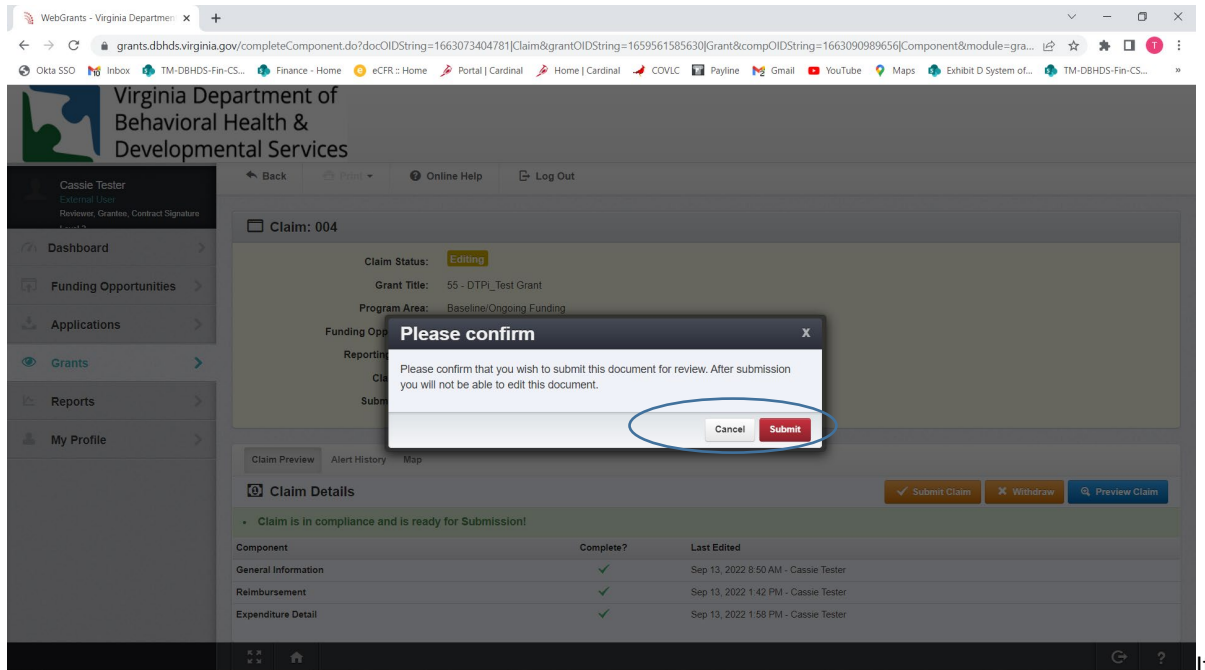 WebGrants - Virginia Departmen
grants.dbhds.virginia.gov/completeComponent.do?docOIDString=1663073404781|Claim&grantOIDString=1659561585630|Grant&compOIDString=1663090989656|Component&module=gra...
T
Okta SSO Inbox TM-DBHDS-Fin-CS... Finance - Home eCFR :: Home Portal | Cardinal Home | Cardinal COVLC Payline Gmail YouTube Maps Exhibit D System of... TM-DBHDS-Fin-CS... »
Virginia Department of
Behavioral Health &
Developmental Services
Back Print Online Help Log Out
Cassie Tester
External User
Reviewer, Grantee, Contract Signature
Dashboard
Funding Opportunities
Applications
Grants
Reports
My Profile
Claim: 004
Claim Status: Editing
Grant Title: 55 - DTPi_Test Grant
Program Area: Baseline/Ongoing Funding
Funding Opp
Reporting
Cla
Subm
Please confirm x
Please confirm that you wish to submit this document for review. After submission
you will not be able to edit this document.
Cancel Submit
Claim Preview Alert History Map
Claim Details Submit Claim Withdraw Preview Claim
• Claim is in compliance and is ready for Submission!
Component Complete? Last Edited
General Information Sep 13, 2022 8:50 AM - Cassie Tester
Reimbursement Sep 13, 2022 1:42 PM - Cassie Tester
Expenditure Detail Sep 13, 2022 1:58 PM - Cassie Tester
?